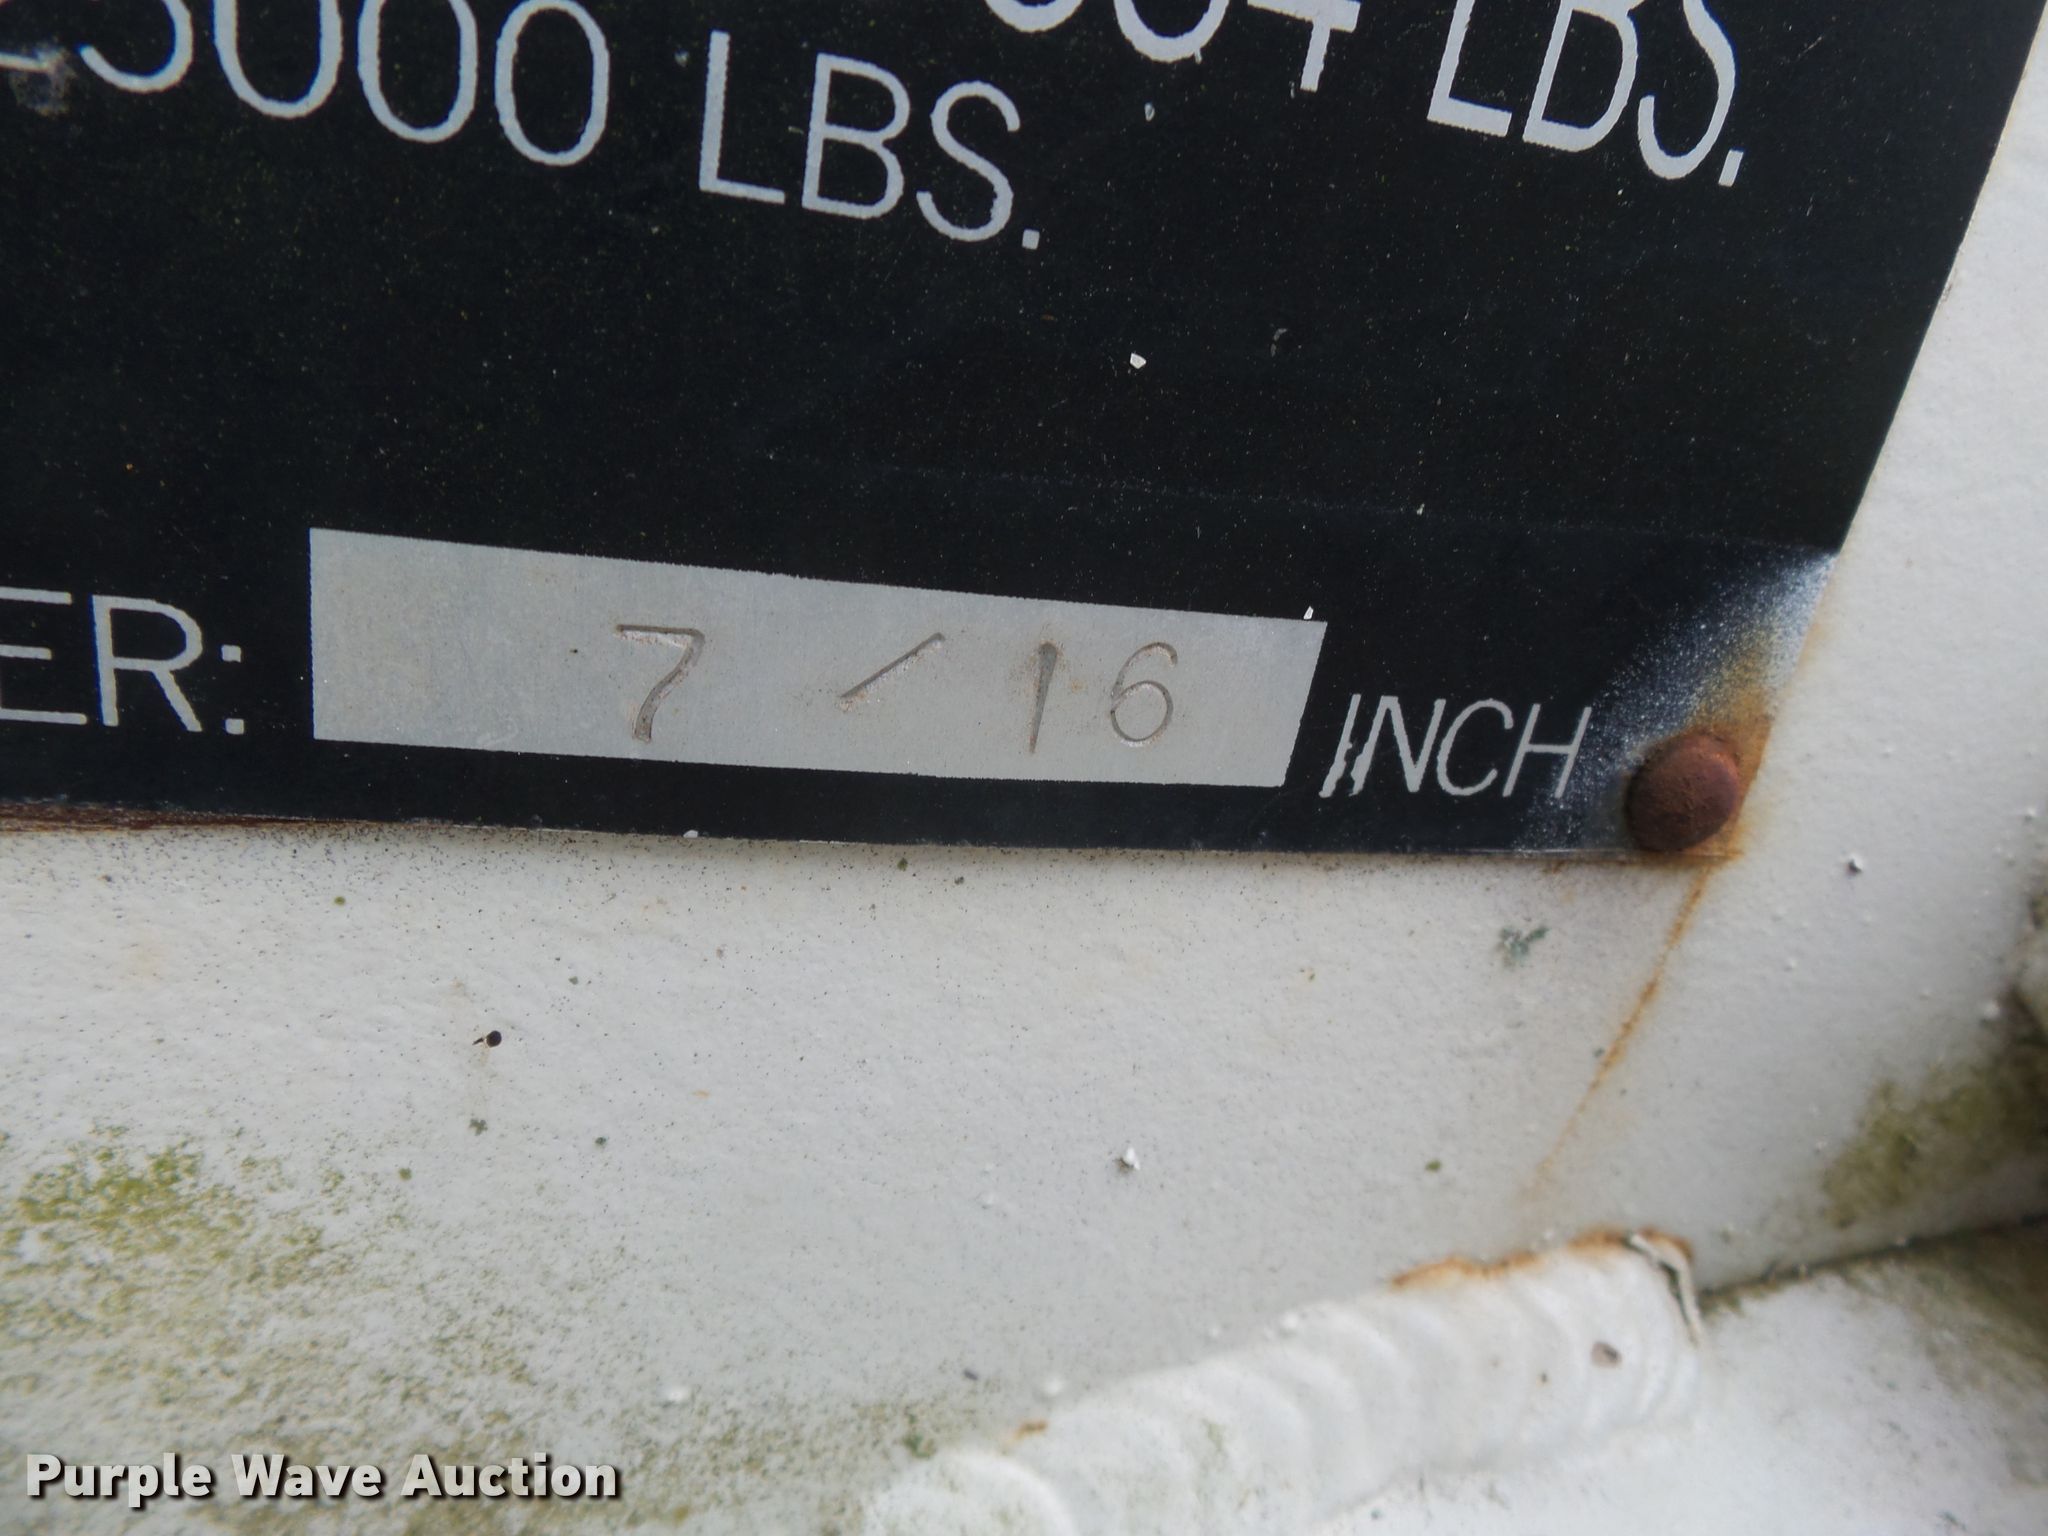 LBS.
5000 LBS.
ER: 7/16 INCH
Purple Wave Auction